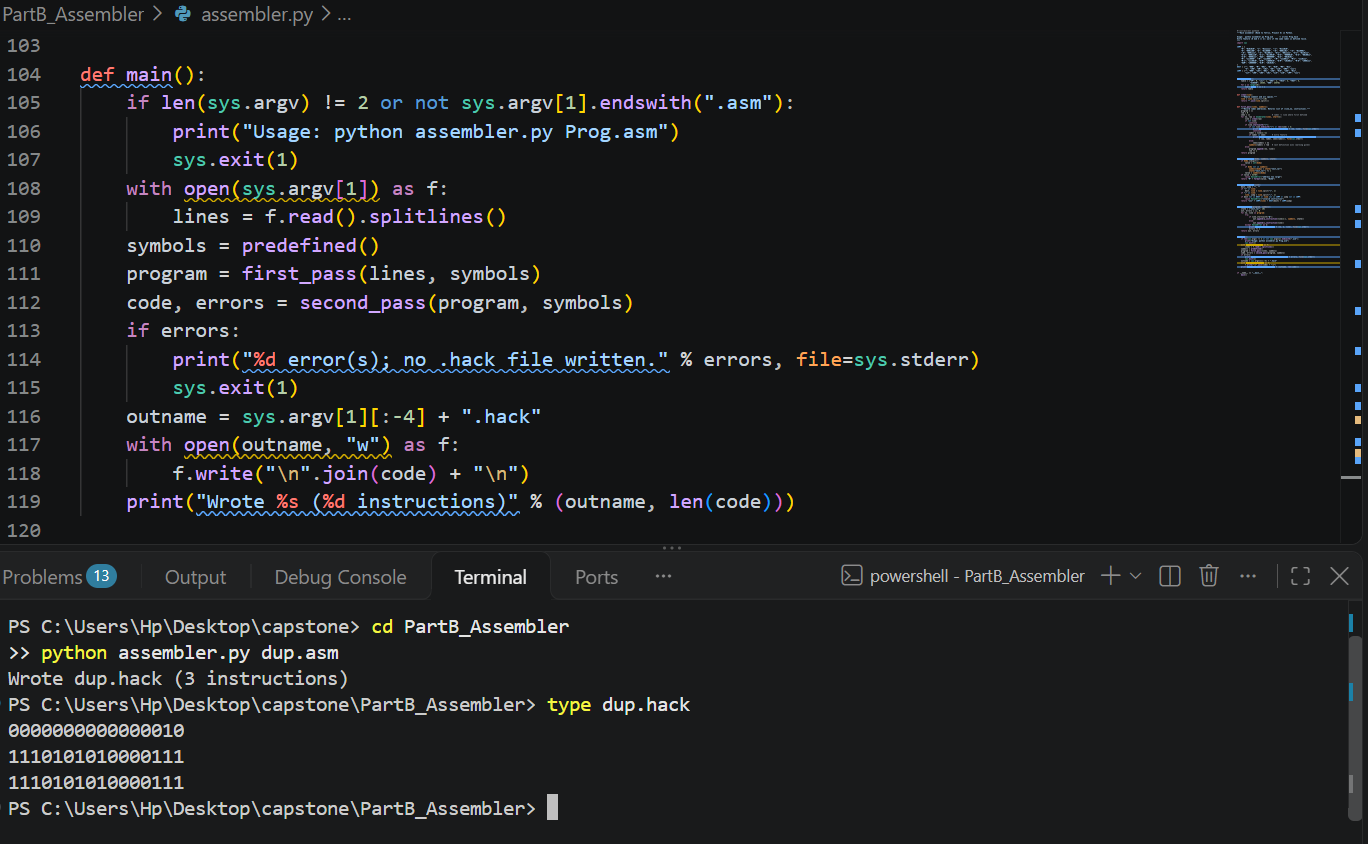 PartB_Assembler > assembler.py > ...
103
104 def main():
105     if len(sys.argv) != 2 or not sys.argv[1].endswith(".asm"):
106         print("Usage: python assembler.py Prog.asm")
107         sys.exit(1)
108     with open(sys.argv[1]) as f:
109         lines = f.read().splitlines()
110     symbols = predefined()
111     program = first_pass(lines, symbols)
112     code, errors = second_pass(program, symbols)
113     if errors:
114         print("%d error(s); no .hack file written." % errors, file=sys.stderr)
115         sys.exit(1)
116     outname = sys.argv[1][:-4] + ".hack"
117     with open(outname, "w") as f:
118         f.write("\n".join(code) + "\n")
119     print("Wrote %s (%d instructions)" % (outname, len(code)))
120
Problems 13 Output Debug Console Terminal Ports ... powershell - PartB_Assembler
PS C:\Users\Hp\Desktop\capstone> cd PartB_Assembler
>> python assembler.py dup.asm
Wrote dup.hack (3 instructions)
PS C:\Users\Hp\Desktop\capstone\PartB_Assembler> type dup.hack
0000000000000010
1110101010000111
1110101010000111
PS C:\Users\Hp\Desktop\capstone\PartB_Assembler>